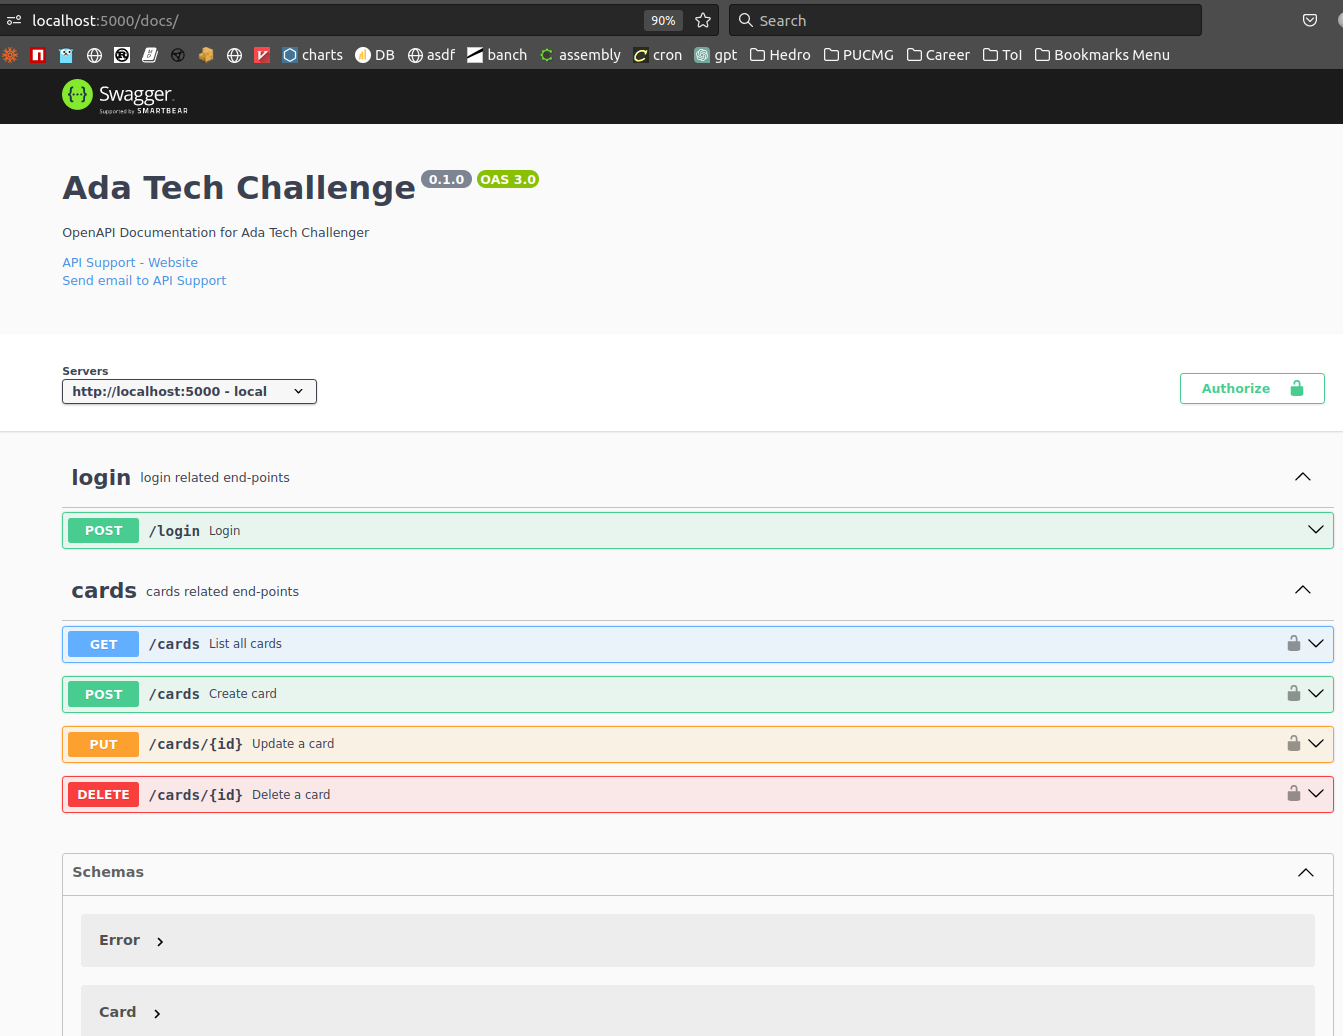 localhost:5000/docs/ 90% Search
charts DB asdf banch assembly cron gpt Hedro PUCMG Career ToI Bookmarks Menu
Swagger.
Supported by SMARTBEAR
Ada Tech Challenge 0.1.0 OAS 3.0
OpenAPI Documentation for Ada Tech Challenger
API Support - Website
Send email to API Support
Servers
http://localhost:5000 - local
Authorize
login login related end-points
POST /login Login
cards cards related end-points
GET /cards List all cards
POST /cards Create card
PUT /cards/{id} Update a card
DELETE /cards/{id} Delete a card
Schemas
Error
Card